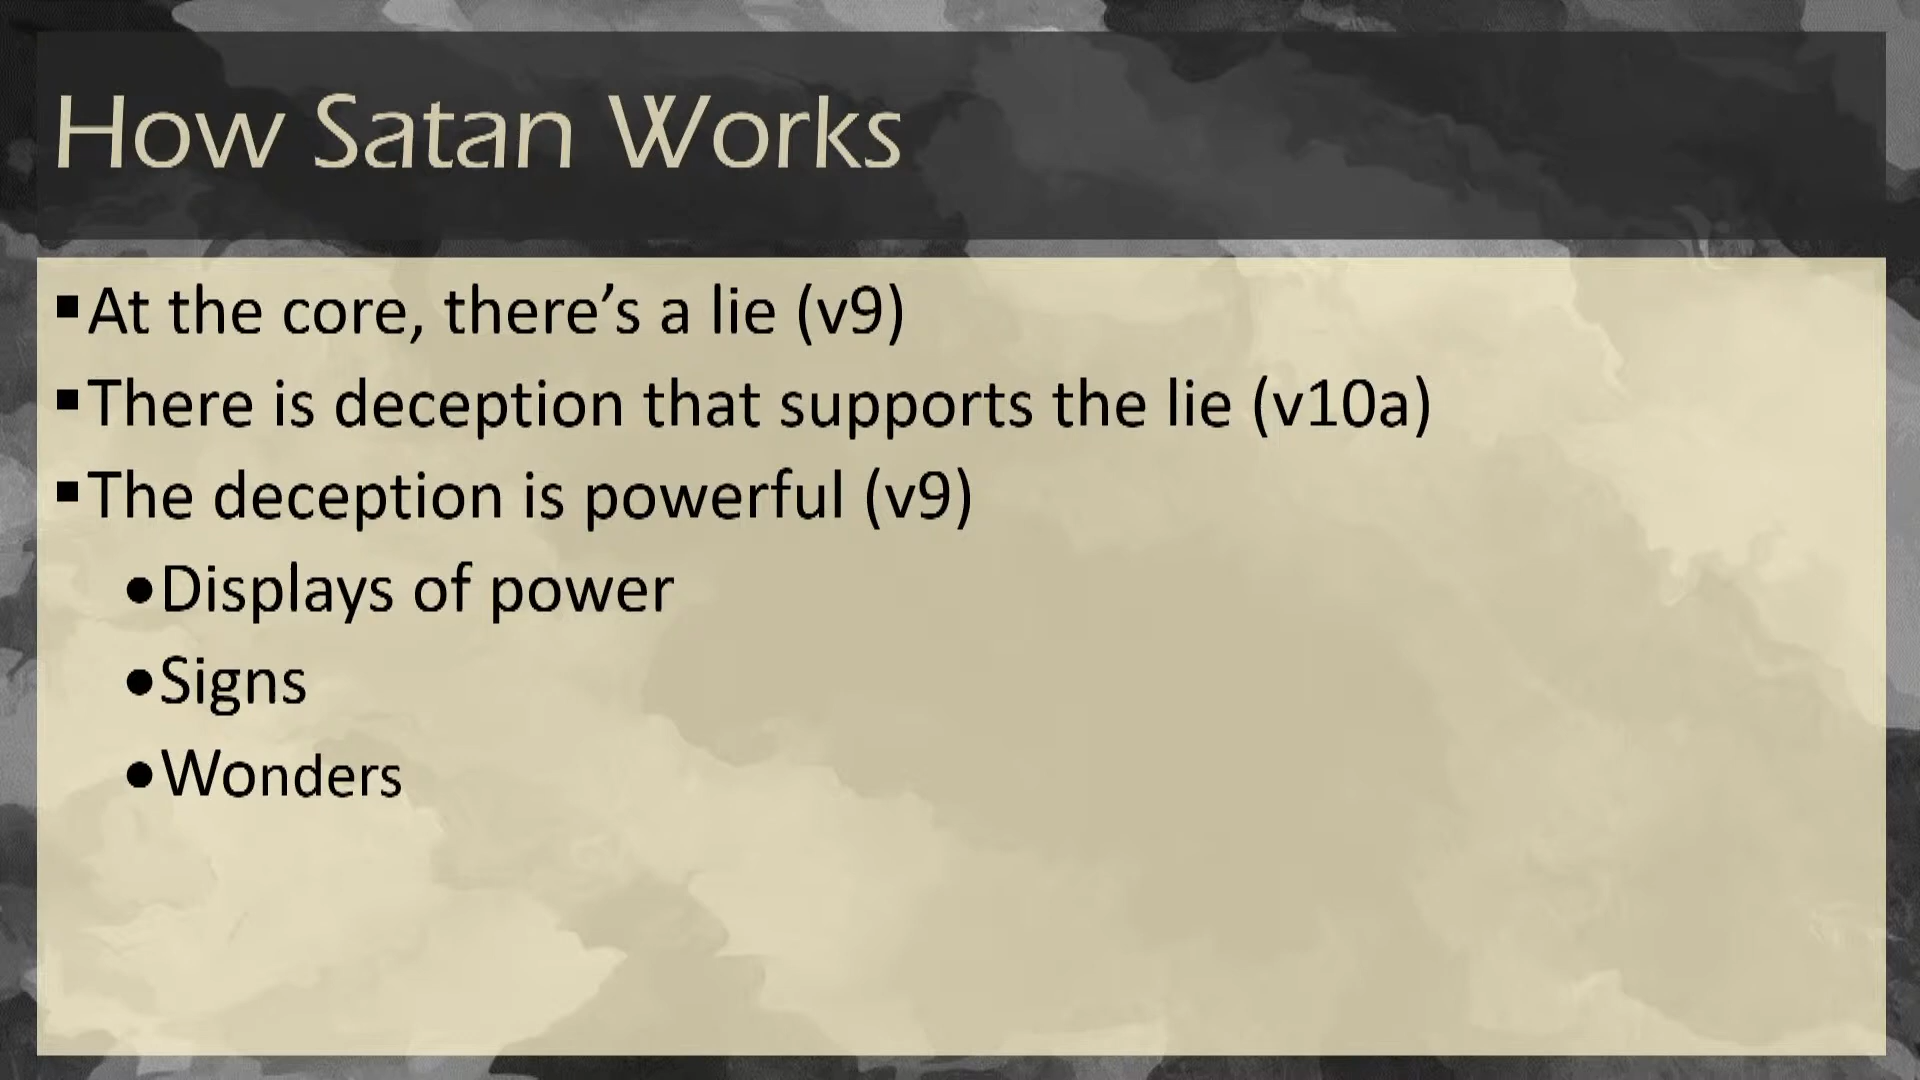 How Satan Works
▪At the core, there’s a lie (v9)
▪There is deception that supports the lie (v10a)
▪The deception is powerful (v9)
•Displays of power
•Signs
•Wonders